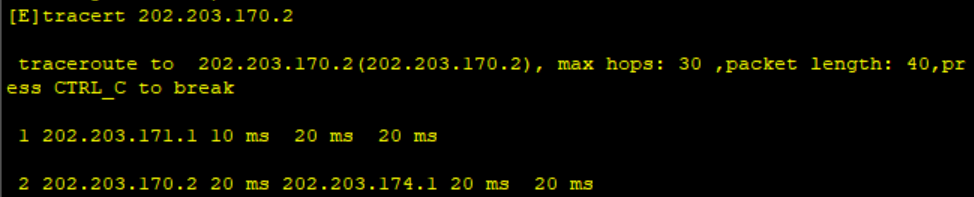 [E]tracert 202.203.170.2
traceroute to  202.203.170.2(202.203.170.2), max hops: 30 ,packet length: 40,pr
ess CTRL_C to break
1 202.203.171.1 10 ms  20 ms  20 ms
2 202.203.170.2 20 ms 202.203.174.1 20 ms  20 ms